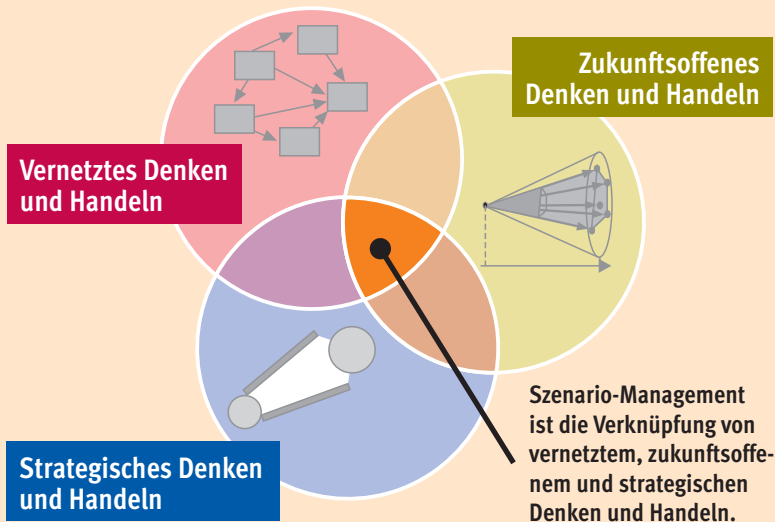 Zukunftsoffenes
Denken und Handeln
Vernetztes Denken
und Handeln
Strategisches Denken
und Handeln
Szenario-Management
ist die Verknüpfung von
vernetztem, zukunftsoffe-
nem und strategischen
Denken und Handeln.